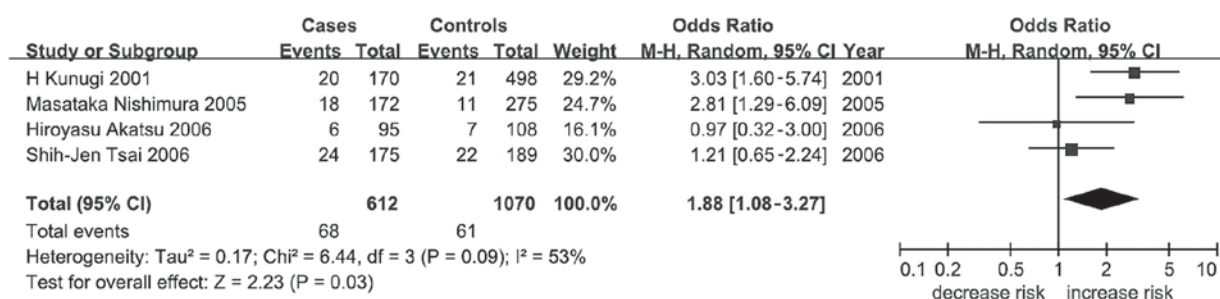 Cases Controls Odds Ratio Odds Ratio
Study or Subgroup Events Total Events Total Weight M-H, Random, 95% CI Year M-H, Random, 95% CI
H Kunugi 2001 20 170 21 498 29.2% 3.03 [1.60-5.74] 2001
Masataka Nishimura 2005 18 172 11 275 24.7% 2.81 [1.29-6.09] 2005
Hiroyasu Akatsu 2006 6 95 7 108 16.1% 0.97 [0.32-3.00] 2006
Shih-Jen Tsai 2006 24 175 22 189 30.0% 1.21 [0.65-2.24] 2006
Total (95% CI) 612 1070 100.0% 1.88 [1.08-3.27]
Total events 68 61
Heterogeneity: Tau² = 0.17; Chi² = 6.44, df = 3 (P = 0.09); I² = 53%
Test for overall effect: Z = 2.23 (P = 0.03)
0.1 0.2 0.5 1 2 5 10
decrease risk increase risk